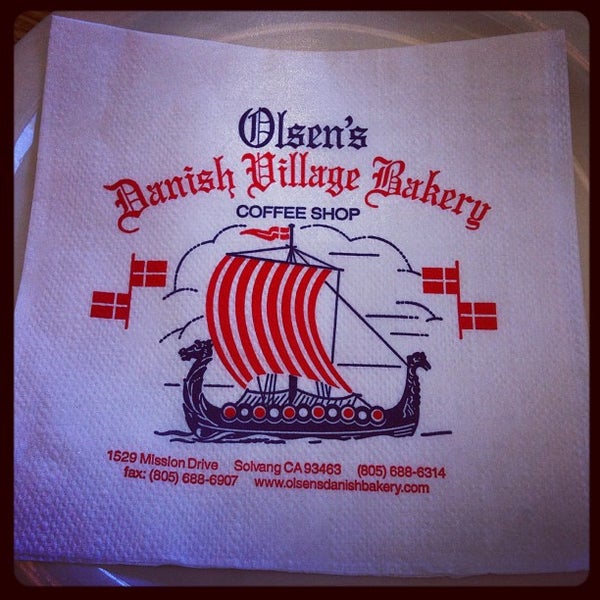 Olsen's
Danish Village Bakery
COFFEE SHOP
1529 Mission Drive Solvang CA 93463 (805) 688-6314
fax: (805) 688-6907 www.olsensdanishbakery.com